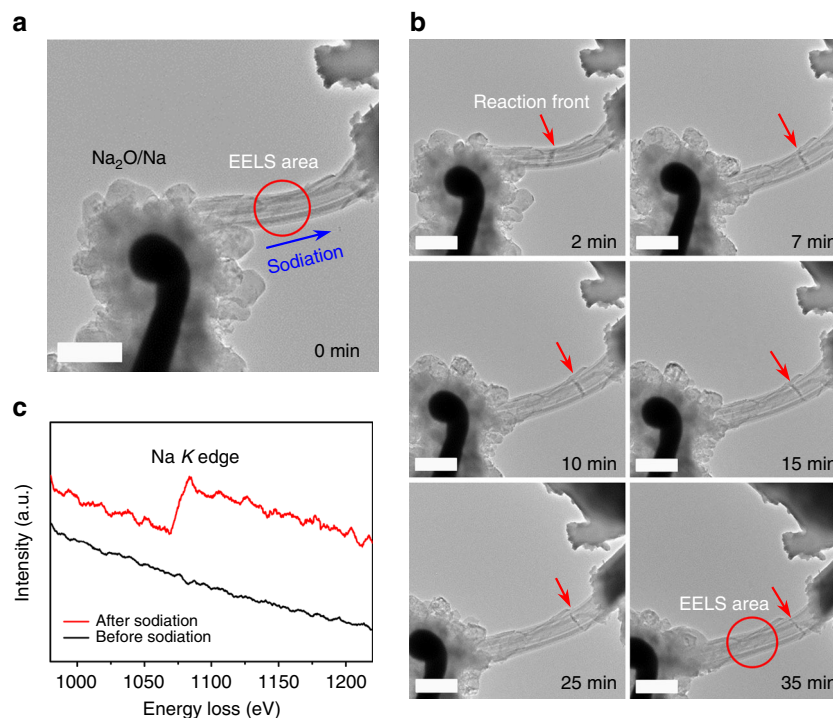 a
Na₂O/Na
EELS area
Sodiation
0 min
b
Reaction front
2 min
7 min
10 min
15 min
25 min
EELS area
35 min
c
Na K edge
Intensity (a.u.)
After sodiation
Before sodiation
1000 1050 1100 1150 1200
Energy loss (eV)